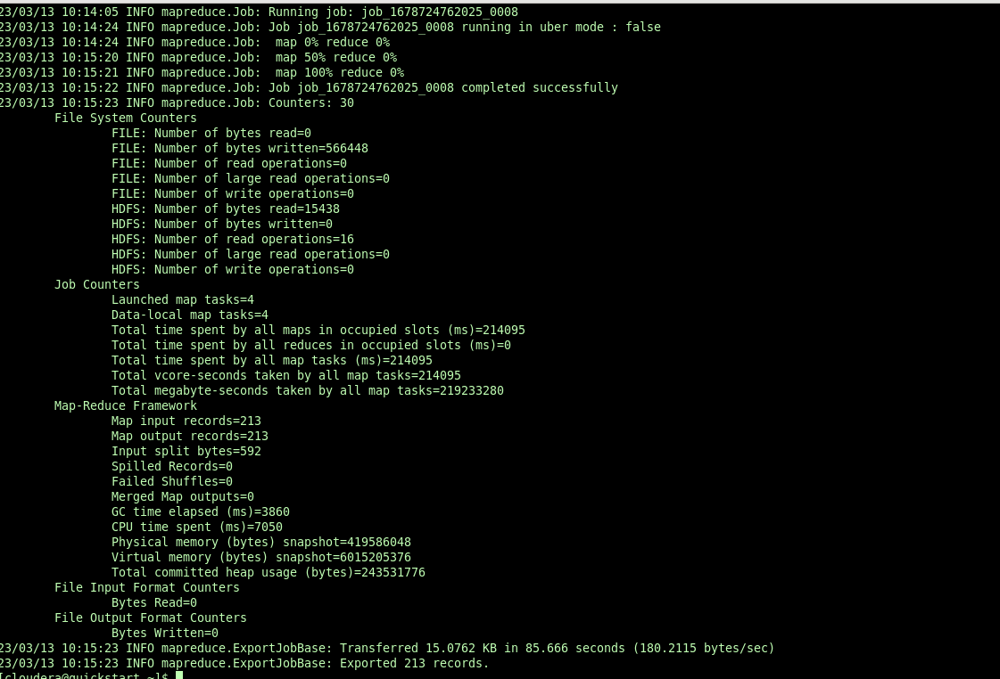 23/03/13 10:14:05 INFO mapreduce.Job: Running job: job_1678724762025_0008
23/03/13 10:14:24 INFO mapreduce.Job: Job job_1678724762025_0008 running in uber mode : false
23/03/13 10:14:24 INFO mapreduce.Job:  map 0% reduce 0%
23/03/13 10:15:20 INFO mapreduce.Job:  map 50% reduce 0%
23/03/13 10:15:21 INFO mapreduce.Job:  map 100% reduce 0%
23/03/13 10:15:22 INFO mapreduce.Job: Job job_1678724762025_0008 completed successfully
23/03/13 10:15:23 INFO mapreduce.Job: Counters: 30
File System Counters
FILE: Number of bytes read=0
FILE: Number of bytes written=566448
FILE: Number of read operations=0
FILE: Number of large read operations=0
FILE: Number of write operations=0
HDFS: Number of bytes read=15438
HDFS: Number of bytes written=0
HDFS: Number of read operations=16
HDFS: Number of large read operations=0
HDFS: Number of write operations=0
Job Counters
Launched map tasks=4
Data-local map tasks=4
Total time spent by all maps in occupied slots (ms)=214095
Total time spent by all reduces in occupied slots (ms)=0
Total time spent by all map tasks (ms)=214095
Total vcore-seconds taken by all map tasks=214095
Total megabyte-seconds taken by all map tasks=219233280
Map-Reduce Framework
Map input records=213
Map output records=213
Input split bytes=592
Spilled Records=0
Failed Shuffles=0
Merged Map outputs=0
GC time elapsed (ms)=3860
CPU time spent (ms)=7050
Physical memory (bytes) snapshot=419586048
Virtual memory (bytes) snapshot=6015205376
Total committed heap usage (bytes)=243531776
File Input Format Counters
Bytes Read=0
File Output Format Counters
Bytes Written=0
23/03/13 10:15:23 INFO mapreduce.ExportJobBase: Transferred 15.0762 KB in 85.666 seconds (180.2115 bytes/sec)
23/03/13 10:15:23 INFO mapreduce.ExportJobBase: Exported 213 records.
[cloudera@quickstart ~]$